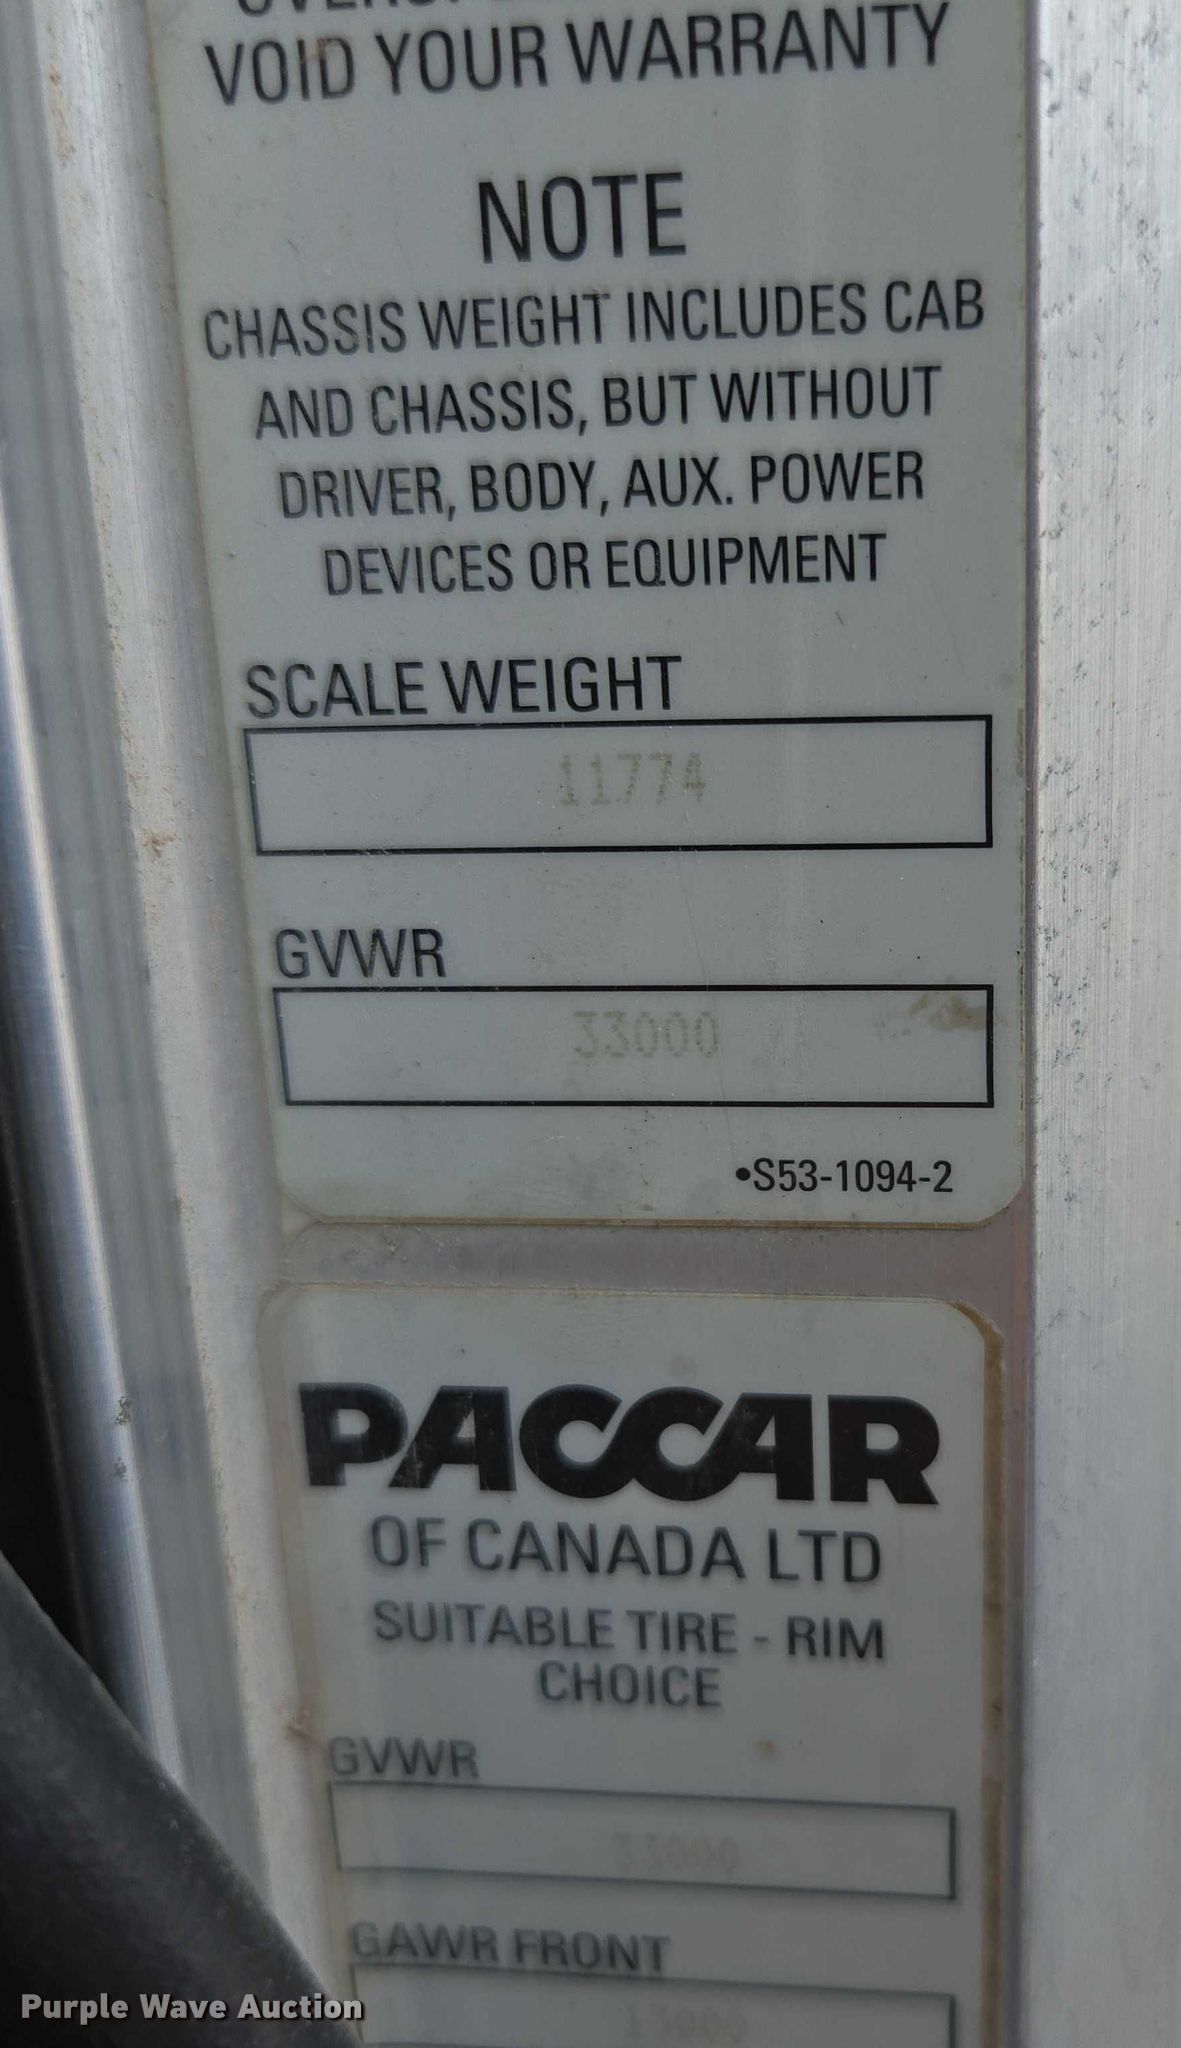 VOID YOUR WARRANTY
NOTE
CHASSIS WEIGHT INCLUDES CAB
AND CHASSIS, BUT WITHOUT
DRIVER, BODY, AUX. POWER
DEVICES OR EQUIPMENT
SCALE WEIGHT
11774
GVWR
33000
•S53-1094-2
PACCAR
OF CANADA LTD
SUITABLE TIRE - RIM
CHOICE
GVWR
33000
GAWR FRONT
Purple Wave Auction